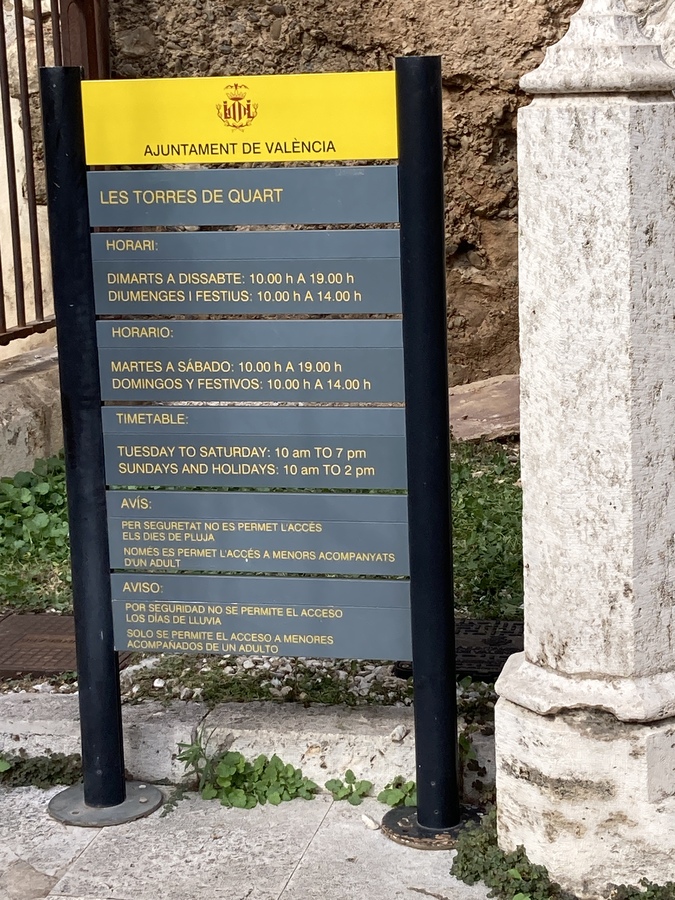 AJUNTAMENT DE VALÈNCIA
LES TORRES DE QUART
HORARI:
DIMARTS A DISSABTE: 10.00 h A 19.00 h
DIUMENGES I FESTIUS: 10.00 h A 14.00 h
HORARIO:
MARTES A SÁBADO: 10.00 h A 19.00 h
DOMINGOS Y FESTIVOS: 10.00 h A 14.00 h
TIMETABLE:
TUESDAY TO SATURDAY: 10 am TO 7 pm
SUNDAYS AND HOLIDAYS: 10 am TO 2 pm
AVÍS:
PER SEGURETAT NO ES PERMET L'ACCÈS
ELS DIES DE PLUJA
NOMÉS ES PERMET L'ACCÉS A MENORS ACOMPANYATS
D'UN ADULT
AVISO:
POR SEGURIDAD NO SE PERMITE EL ACCESO
LOS DÍAS DE LLUVIA
SOLO SE PERMITE EL ACCESO A MENORES
ACOMPAÑADOS DE UN ADULTO